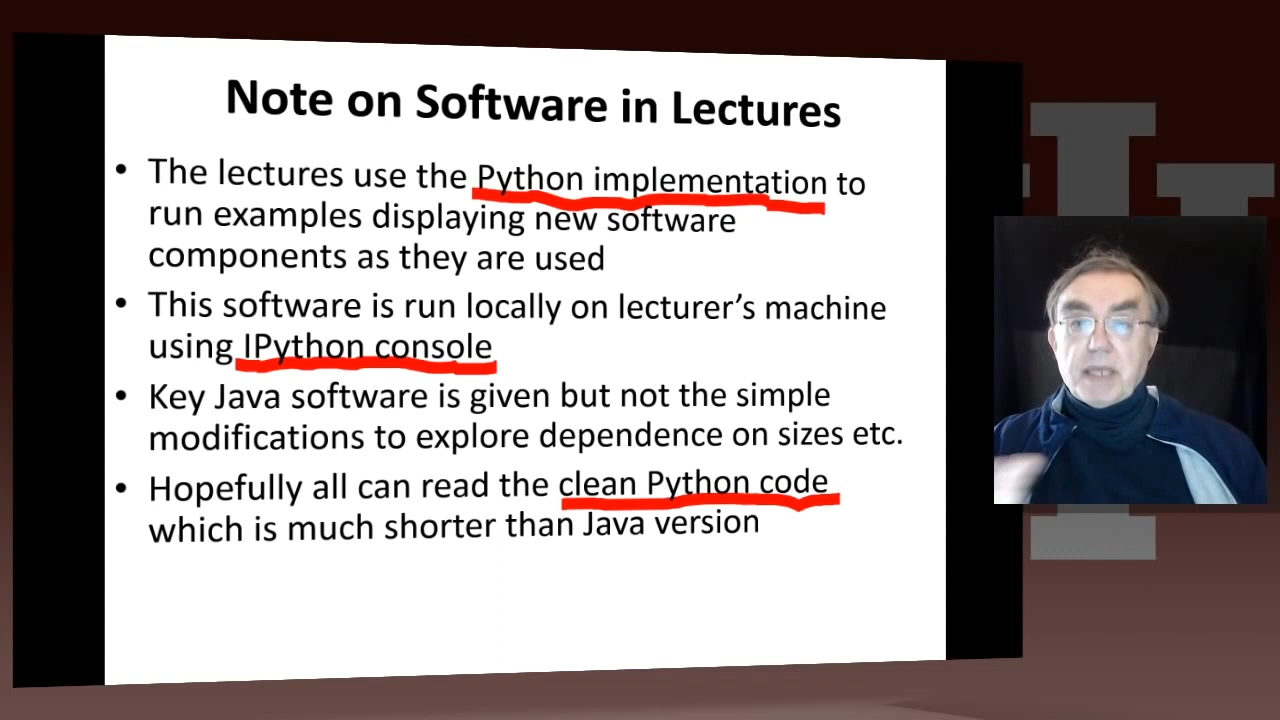 Note on Software in Lectures
• The lectures use the Python implementation to
run examples displaying new software
components as they are used
• This software is run locally on lecturer's machine
using IPython console
• Key Java software is given but not the simple
modifications to explore dependence on sizes etc.
• Hopefully all can read the clean Python code
which is much shorter than Java version